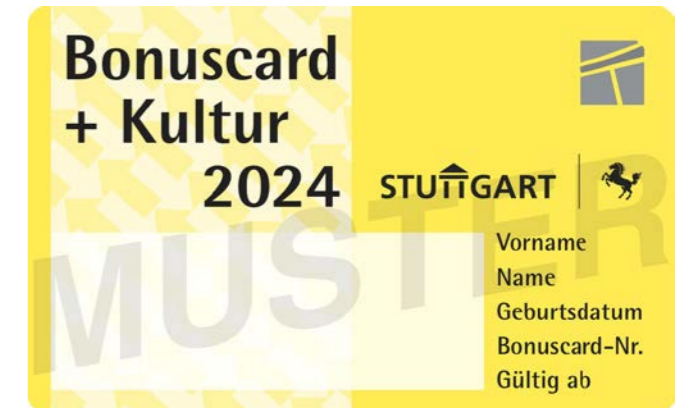 Bonuscard
+ Kultur
2024
STUTTGART
MUSTER
Vorname
Name
Geburtsdatum
Bonuscard-Nr.
Gültig ab